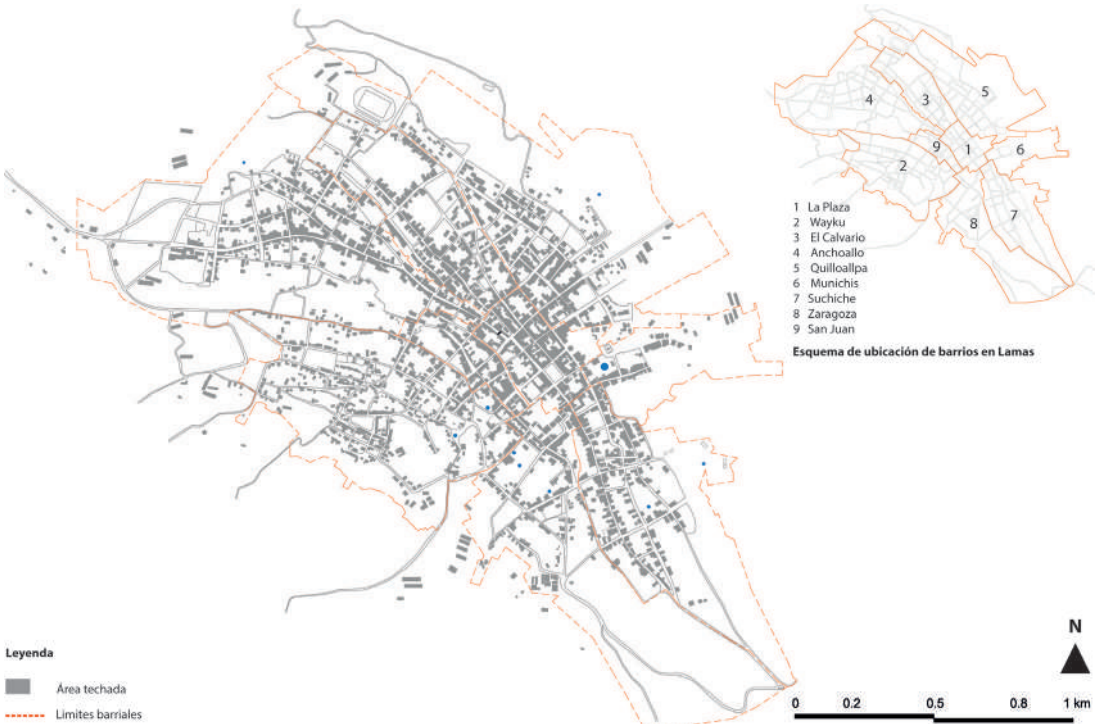 4
3
5
9
1
6
2
7
8
1 La Plaza
2 Wayku
3 El Calvario
4 Anchoallo
5 Quilloallpa
6 Munichis
7 Suchiche
8 Zaragoza
9 San Juan
Esquema de ubicación de barrios en Lamas
N
Leyenda
Área techada
Limites barriales
0 0.2 0.5 0.8 1 km